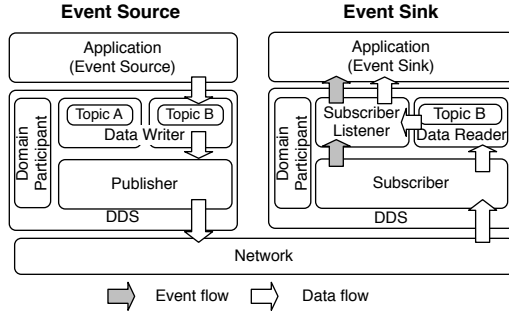 Event Source
Event Sink
Application
(Event Source)
Application
(Event Sink)
Domain
Participant
Topic A
Topic B
Data Writer
Publisher
DDS
Domain
Participant
Subscriber
Listener
Topic B
Data Reader
Subscriber
DDS
Network
Event flow
Data flow